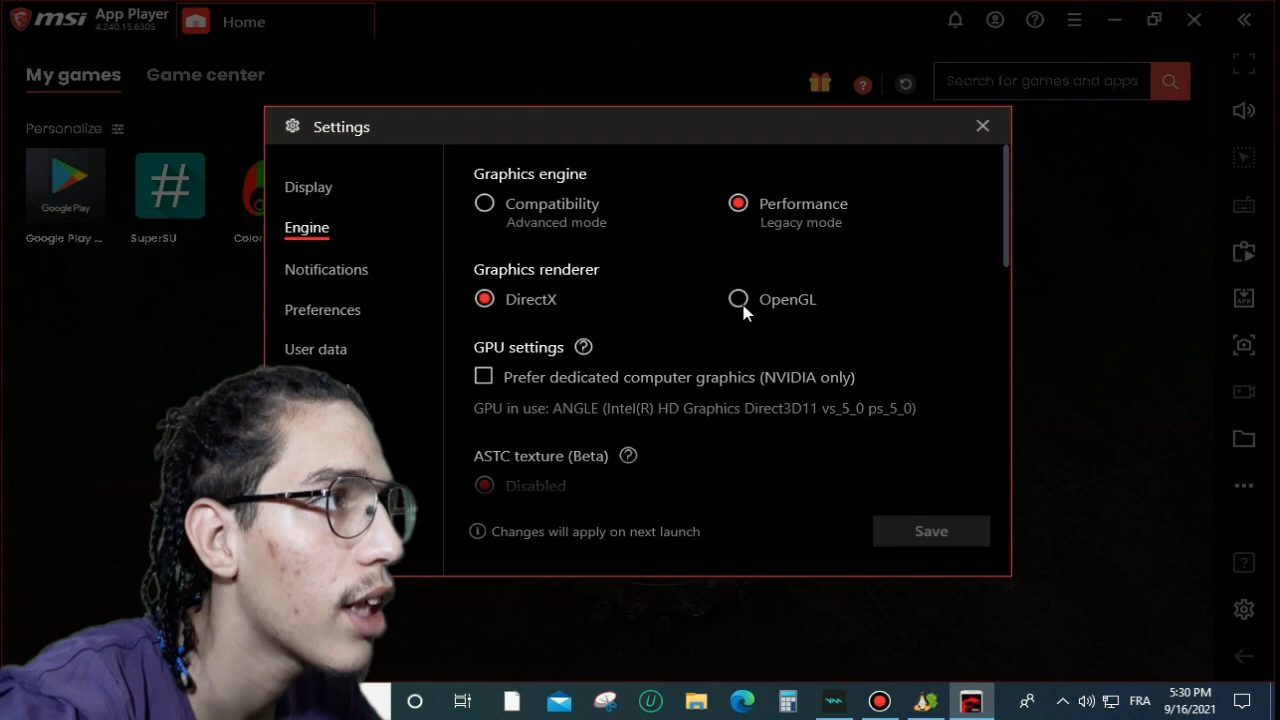 msi App Player
4.240.15.6305
Home
My games
Game center
Search for games and apps
Personalize
Google Play
Google Play ...
SuperSU
Color
Settings
Display
Engine
Notifications
Preferences
User data
Graphics engine
Compatibility
Advanced mode
Performance
Legacy mode
Graphics renderer
DirectX
OpenGL
GPU settings
Prefer dedicated computer graphics (NVIDIA only)
GPU in use: ANGLE (Intel(R) HD Graphics Direct3D11 vs_5_0 ps_5_0)
ASTC texture (Beta)
Disabled
Changes will apply on next launch
Save
APK
FRA
5:30 PM
9/16/2021